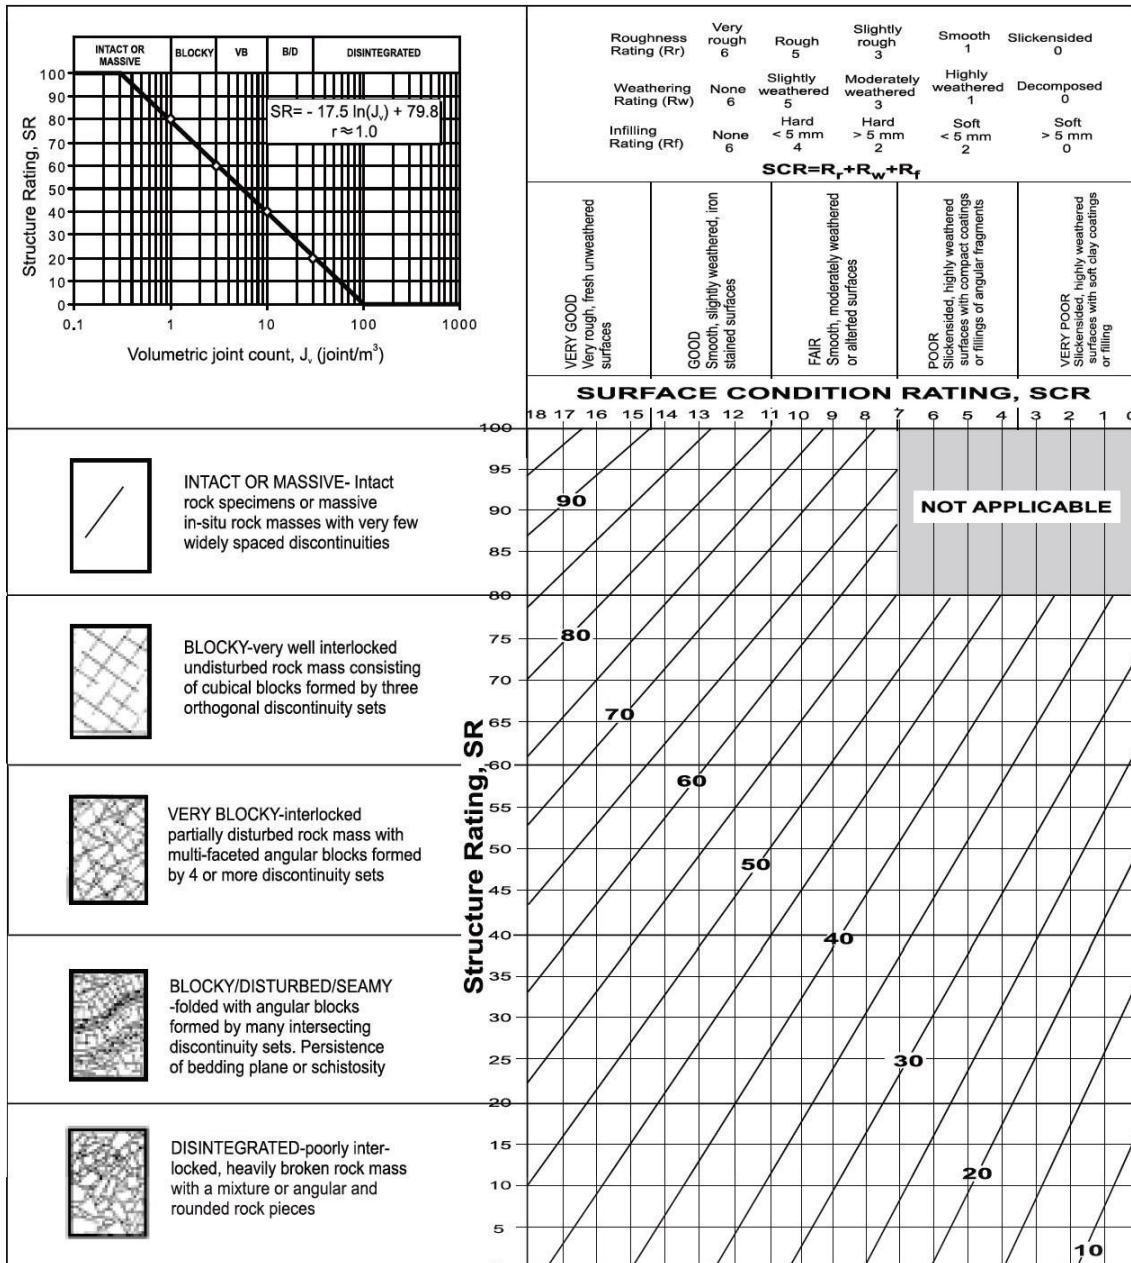 INTACT OR MASSIVE
BLOCKY
VB
B/D
DISINTEGRATED
Structure Rating, SR
100
90
80
70
60
50
40
30
20
10
0
SR= - 17.5 ln(Jv) + 79.8
r ≈ 1.0
0.1 1 10 100 1000
Volumetric joint count, Jv (joint/m³)
Roughness Rating (Rr)
Very rough 6
Rough 5
Slightly rough 3
Smooth 1
Slickensided 0
Weathering Rating (Rw)
None 6
Slightly weathered 5
Moderately weathered 3
Highly weathered 1
Decomposed 0
Infilling Rating (Rf)
None 6
Hard < 5 mm 4
Hard > 5 mm 2
Soft < 5 mm 2
Soft > 5 mm 0
SCR=Rr+Rw+Rf
VERY GOOD
Very rough, fresh unweathered
surfaces
GOOD
Smooth, slightly weathered, iron
stained surfaces
FAIR
Smooth, moderately weathered
or alterted surfaces
POOR
Slickensided, highly weathered
surfaces with compact coatings
or fillings of angular fragments
VERY POOR
Slickensided, highly weathered
surfaces with soft clay coatings
or filling
SURFACE CONDITION RATING, SCR
18 17 16 15 14 13 12 11 10 9 8 7 6 5 4 3 2 1 0
INTACT OR MASSIVE- Intact
rock specimens or massive
in-situ rock masses with very few
widely spaced discontinuities
BLOCKY-very well interlocked
undisturbed rock mass consisting
of cubical blocks formed by three
orthogonal discontinuity sets
VERY BLOCKY-interlocked
partially disturbed rock mass with
multi-faceted angular blocks formed
by 4 or more discontinuity sets
BLOCKY/DISTURBED/SEAMY
-folded with angular blocks
formed by many intersecting
discontinuity sets. Persistence
of bedding plane or schistosity
DISINTEGRATED-poorly inter-
locked, heavily broken rock mass
with a mixture or angular and
rounded rock pieces
Structure Rating, SR
100
95
90
85
80
75
70
65
60
55
50
45
40
35
30
25
20
15
10
5
NOT APPLICABLE
90
80
70
60
50
40
30
20
10